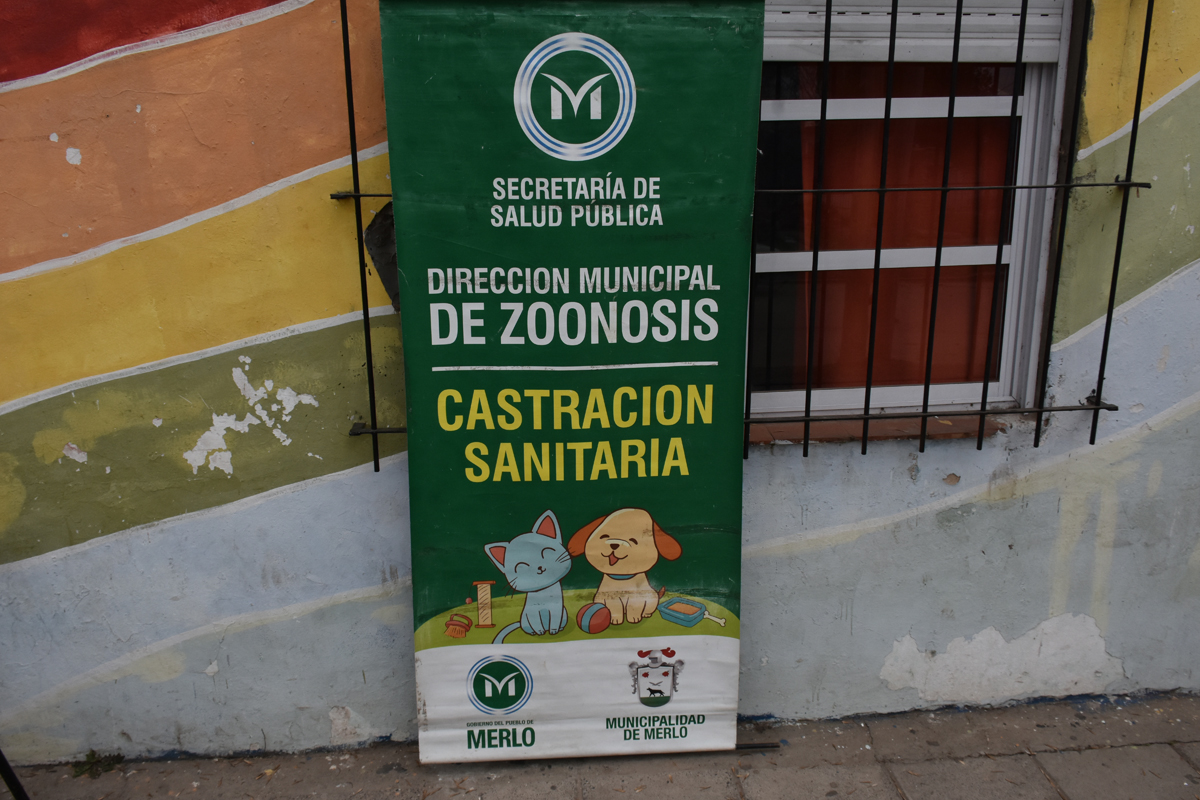 M
SECRETARÍA DE
SALUD PÚBLICA
DIRECCION MUNICIPAL
DE ZOONOSIS
CASTRACION
SANITARIA
M
GOBIERNO DEL PUEBLO DE
MERLO
MUNICIPALIDAD
DE MERLO